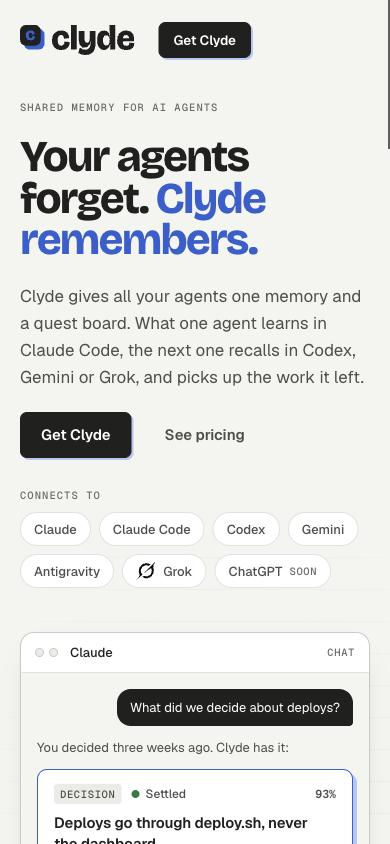 clyde
Get Clyde
SHARED MEMORY FOR AI AGENTS
Your agents
forget. Clyde
remembers.
Clyde gives all your agents one memory and
a quest board. What one agent learns in
Claude Code, the next one recalls in Codex,
Gemini or Grok, and picks up the work it left.
Get Clyde
See pricing
CONNECTS TO
Claude
Claude Code
Codex
Gemini
Antigravity
Grok
ChatGPT SOON
Claude
CHAT
What did we decide about deploys?
You decided three weeks ago. Clyde has it:
DECISION
Settled
93%
Deploys go through deploy.sh, never
the dashboard